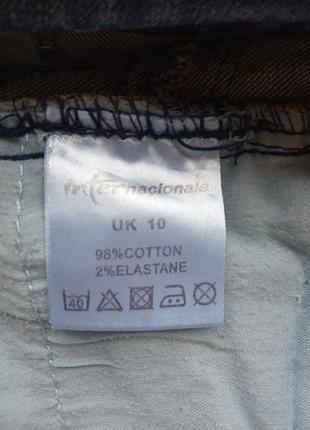 internacionale
UK 10
98%COTTON
2%ELASTANE
40